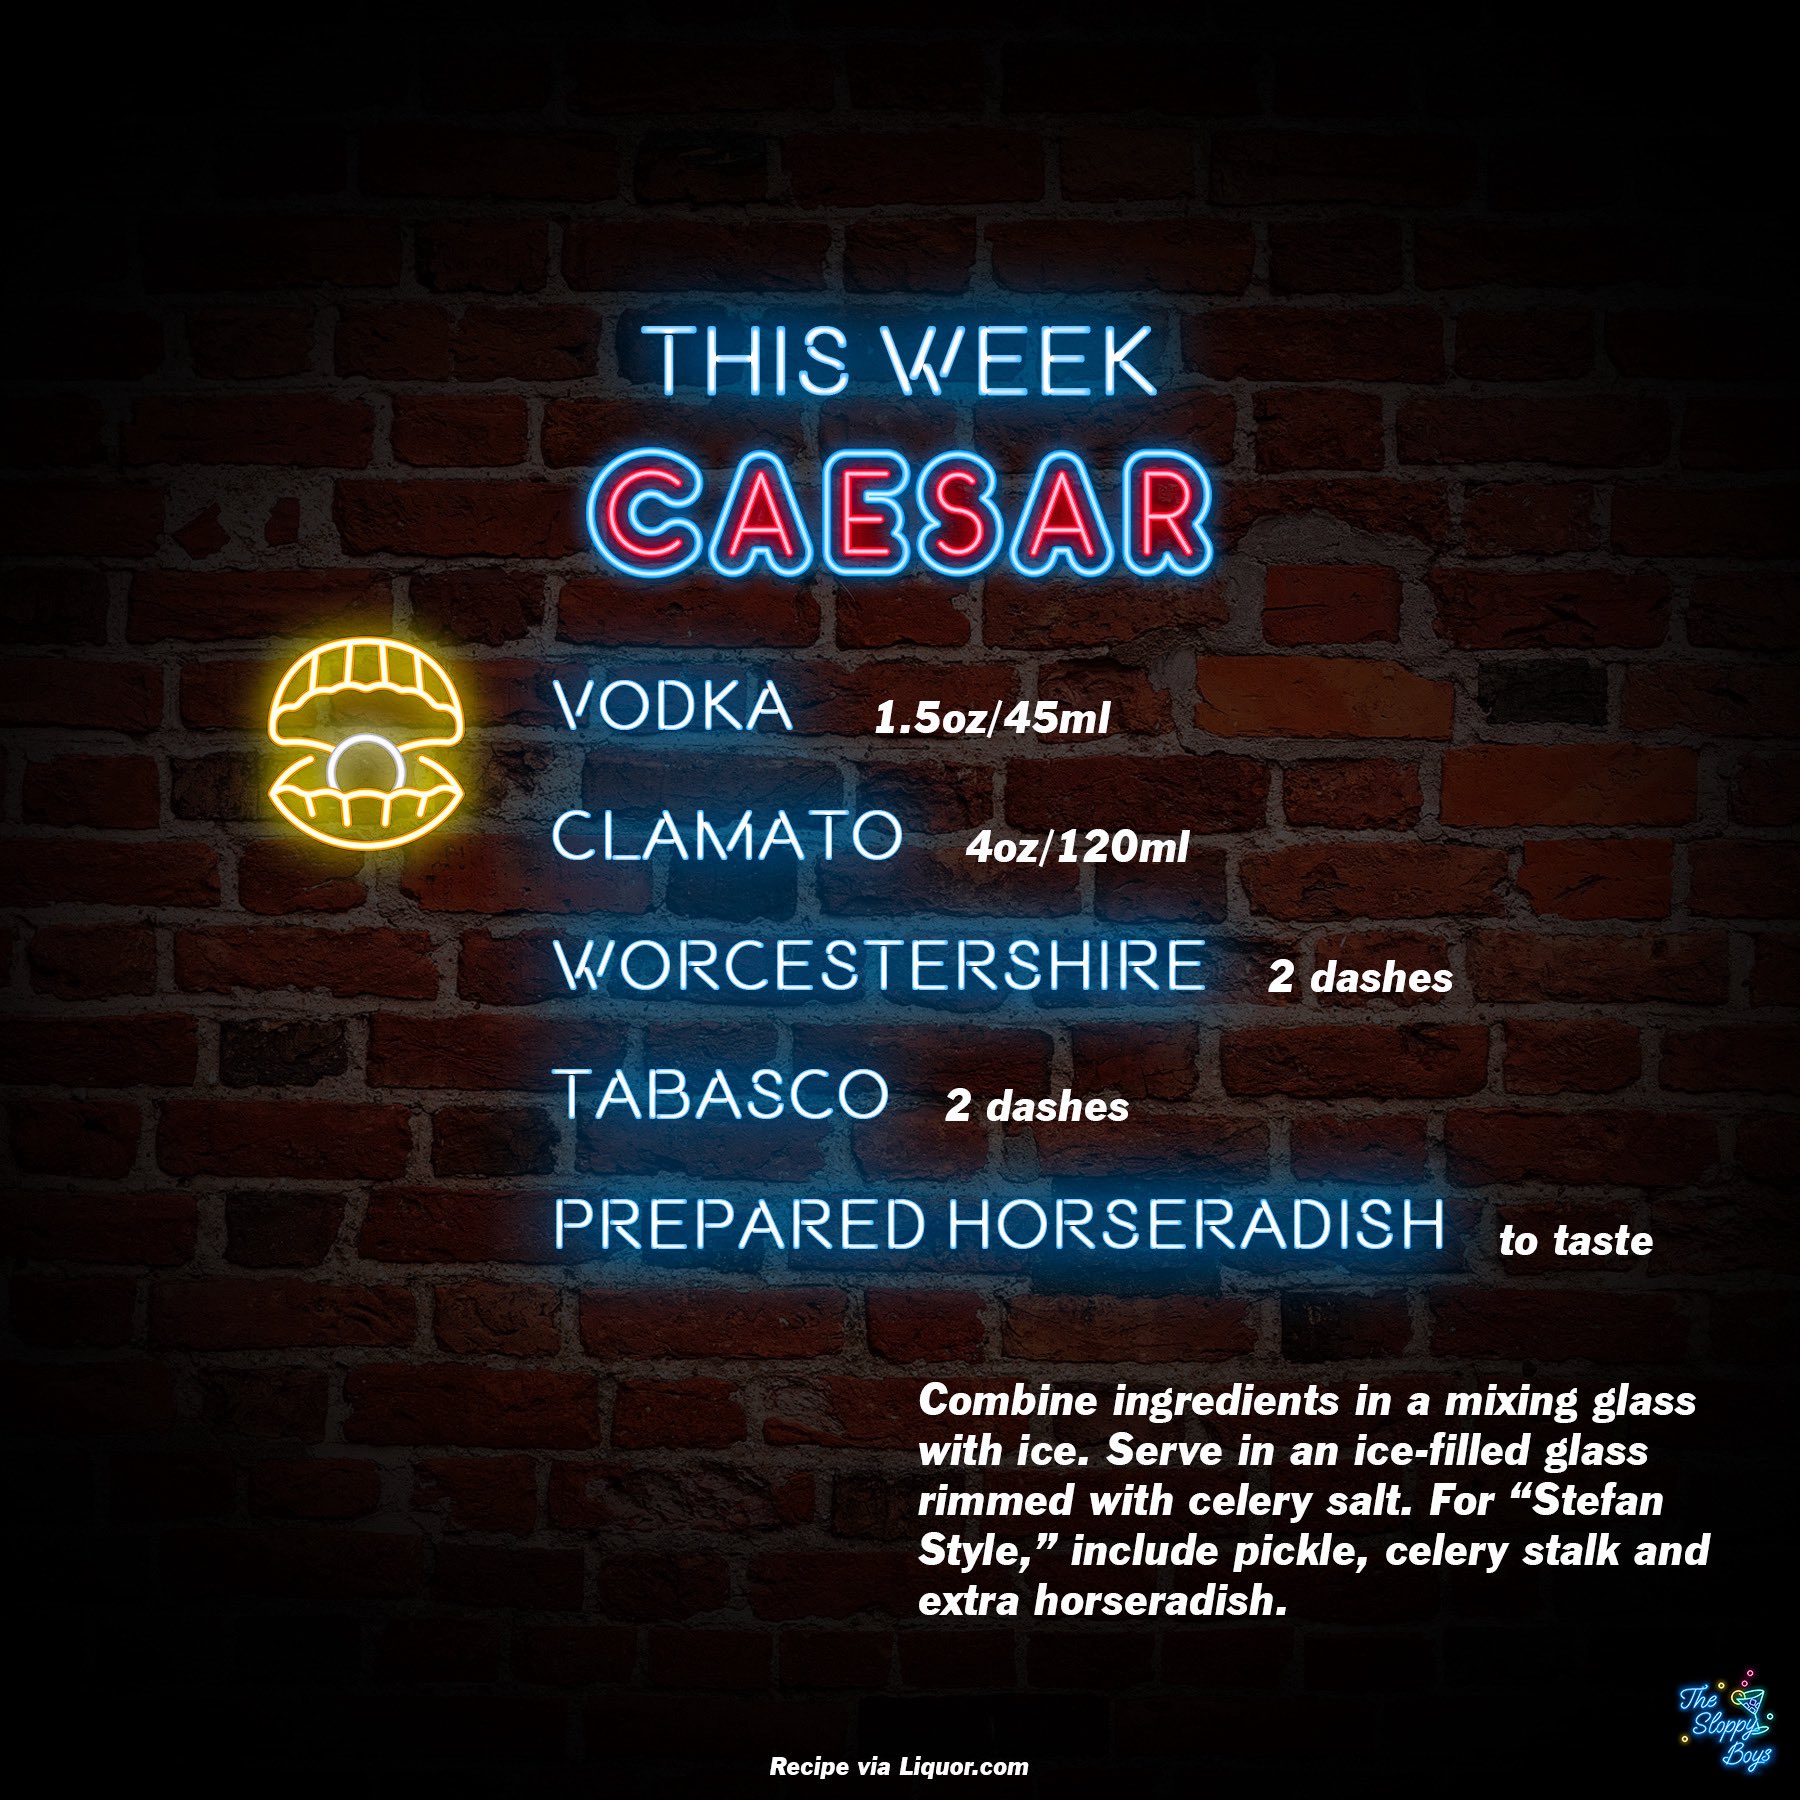 THIS WEEK
CAESAR
VODKA 1.5oz/45ml
CLAMATO 4oz/120ml
WORCESTERSHIRE 2 dashes
TABASCO 2 dashes
PREPARED HORSERADISH to taste
Combine ingredients in a mixing glass
with ice. Serve in an ice-filled glass
rimmed with celery salt. For “Stefan
Style,” include pickle, celery stalk and
extra horseradish.
The
Sloppy
Boys
Recipe via Liquor.com